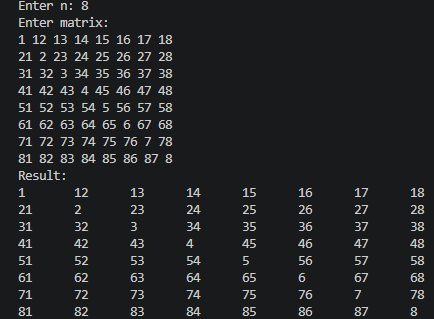 Enter n: 8
Enter matrix:
1 12 13 14 15 16 17 18
21 2 23 24 25 26 27 28
31 32 3 34 35 36 37 38
41 42 43 4 45 46 47 48
51 52 53 54 5 56 57 58
61 62 63 64 65 6 67 68
71 72 73 74 75 76 7 78
81 82 83 84 85 86 87 8
Result:
1 12 13 14 15 16 17 18
21 2 23 24 25 26 27 28
31 32 3 34 35 36 37 38
41 42 43 4 45 46 47 48
51 52 53 54 5 56 57 58
61 62 63 64 65 6 67 68
71 72 73 74 75 76 7 78
81 82 83 84 85 86 87 8